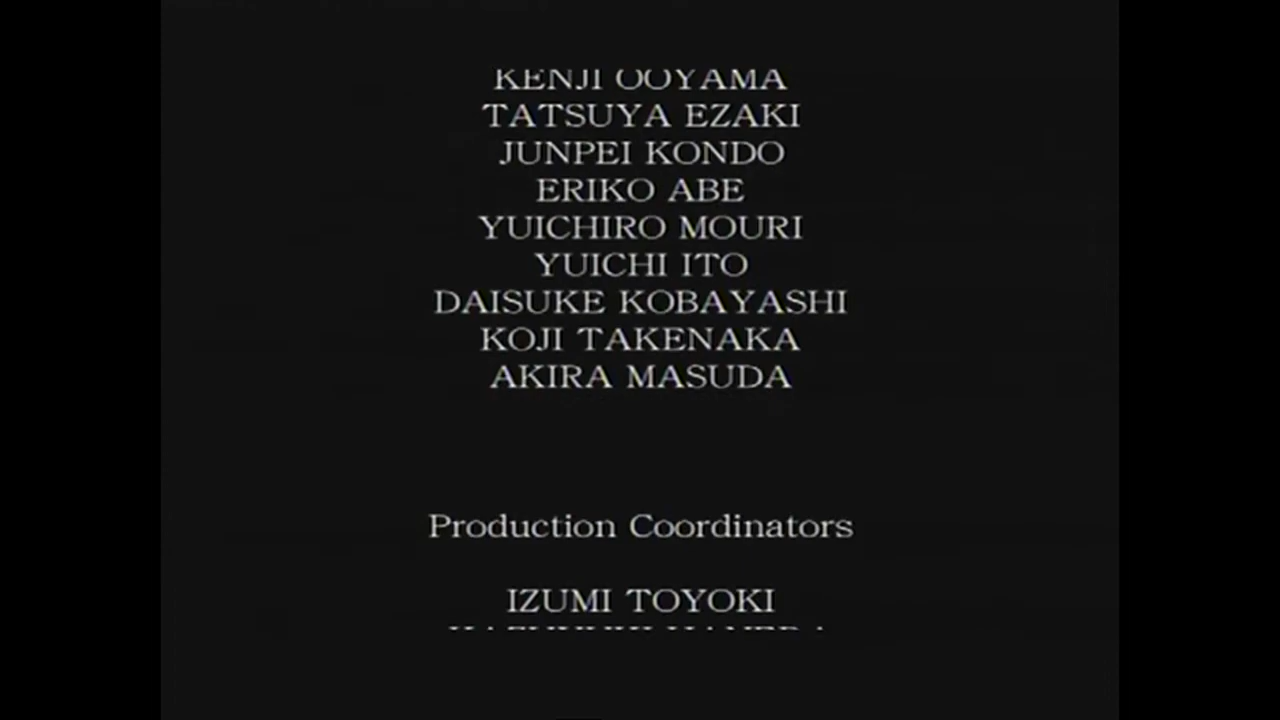 KENJI OOYAMA
TATSUYA EZAKI
JUNPEI KONDO
ERIKO ABE
YUICHIRO MOURI
YUICHI ITO
DAISUKE KOBAYASHI
KOJI TAKENAKA
AKIRA MASUDA
Production Coordinators
IZUMI TOYOKI